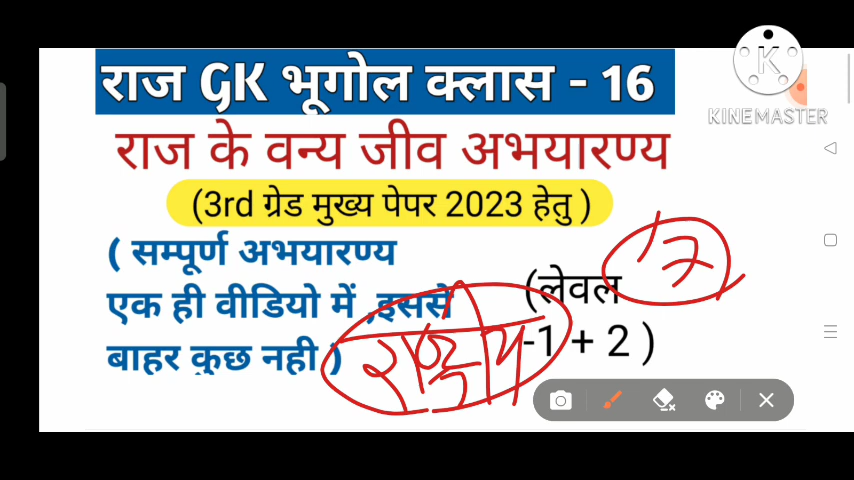 राज GK भूगोल क्लास - 16
K
KINEMASTER
राज के वन्य जीव अभयारण्य
(3rd ग्रेड मुख्य पेपर 2023 हेतु )
( सम्पूर्ण अभयारण्य
एक ही वीडियो में ,इससे
बाहर कुछ नही )
(लेवल
-1 + 2 )